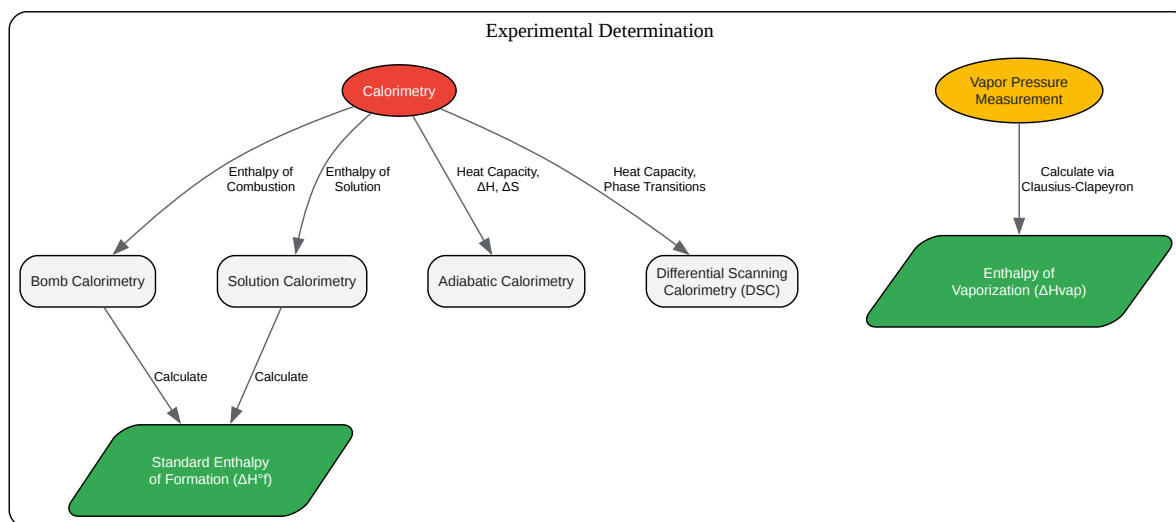 Experimental Determination
Calorimetry
Vapor Pressure
Measurement
Enthalpy of
Combustion
Enthalpy of
Solution
Heat Capacity,
ΔH, ΔS
Heat Capacity,
Phase Transitions
Calculate via
Clausius-Clapeyron
Bomb Calorimetry
Solution Calorimetry
Adiabatic Calorimetry
Differential Scanning
Calorimetry (DSC)
Enthalpy of
Vaporization (ΔHvap)
Calculate
Calculate
Standard Enthalpy
of Formation (ΔH°f)